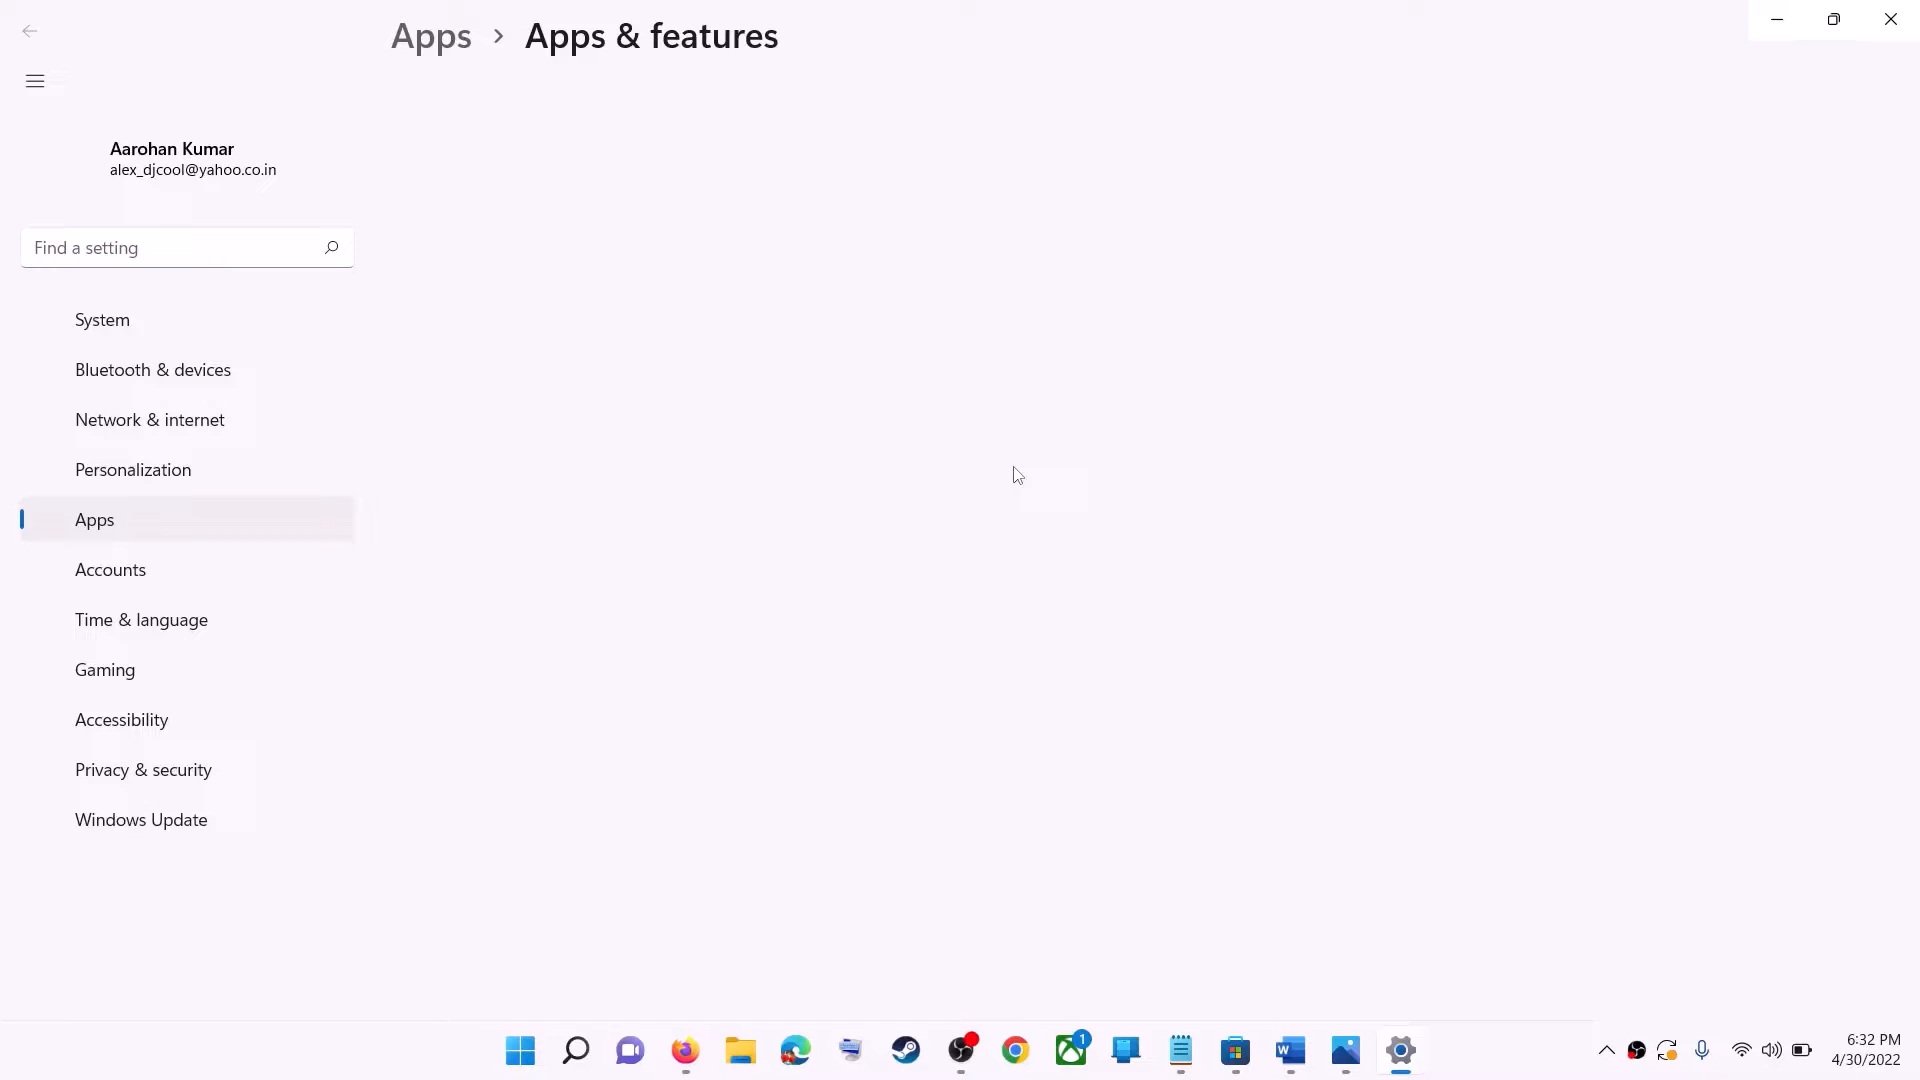 Apps > Apps & features
Aarohan Kumar
alex_djcool@yahoo.co.in
Find a setting
System
Bluetooth & devices
Network & internet
Personalization
Apps
Accounts
Time & language
Gaming
Accessibility
Privacy & security
Windows Update
1
6:32 PM
4/30/2022